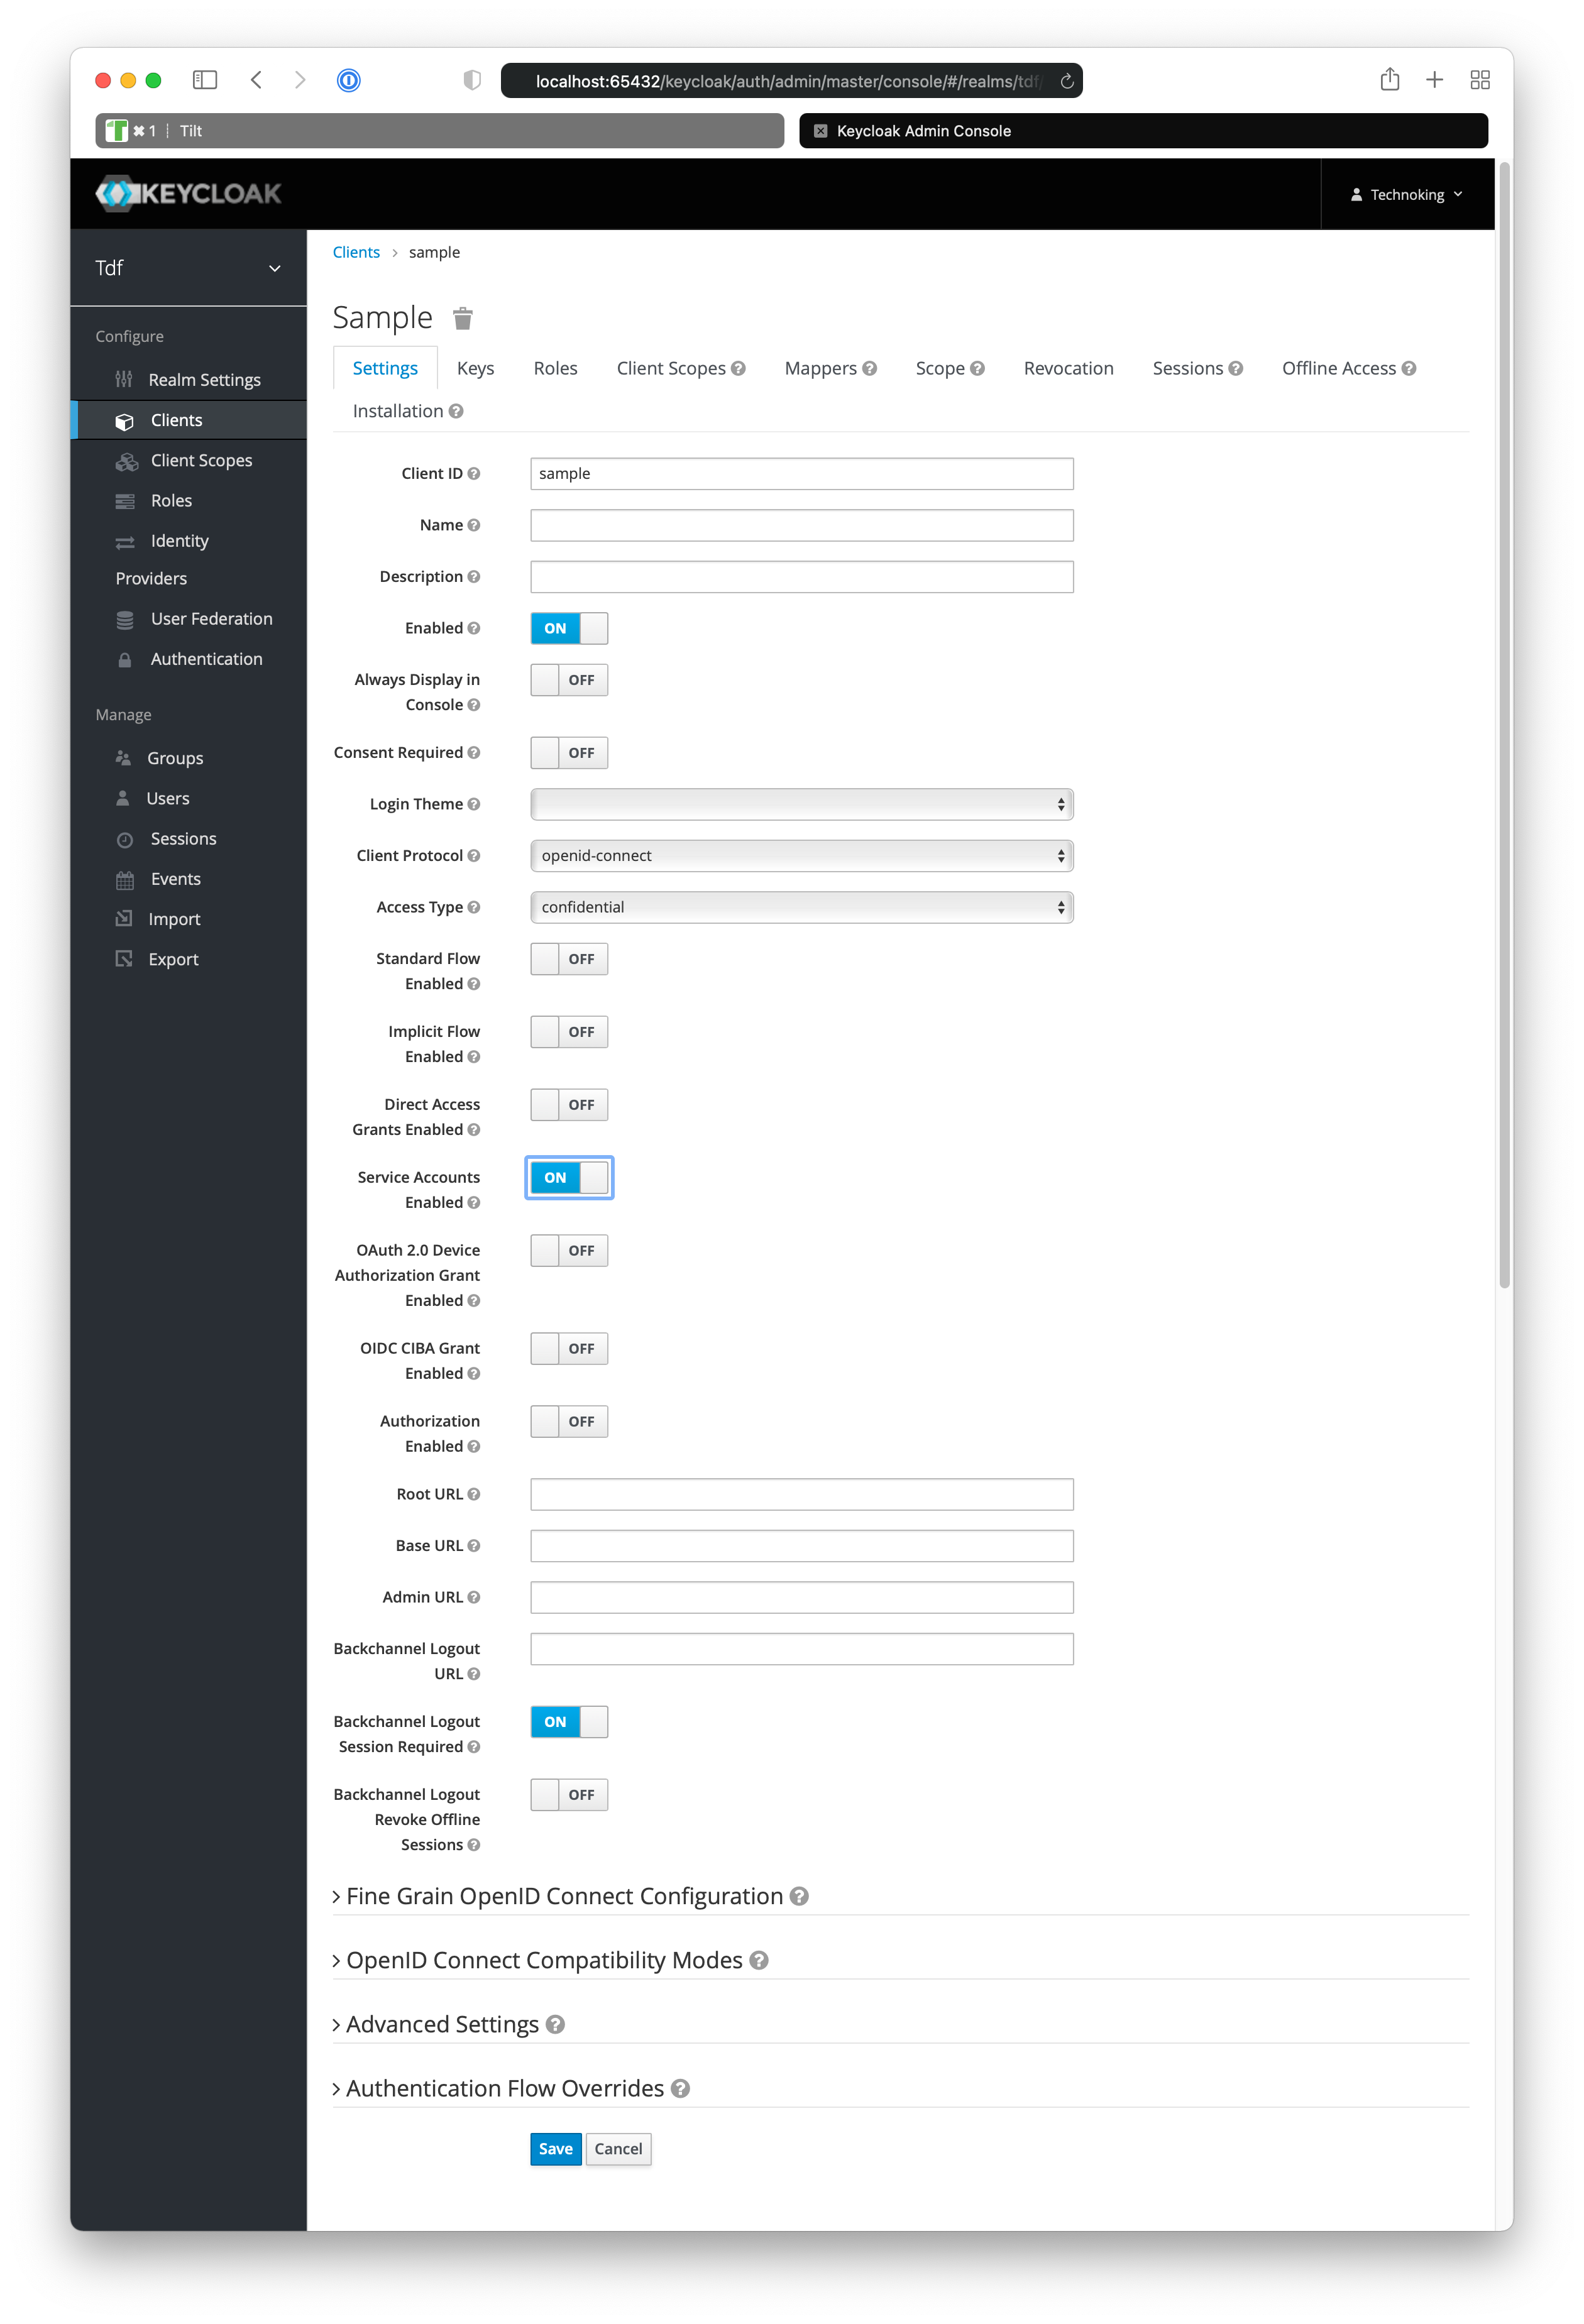 localhost:65432/keycloak/auth/admin/master/console/#/realms/tdf/
✖ 1 ┊ Tilt
Keycloak Admin Console
KEYCLOAK
Technoking
Tdf
Configure
Realm Settings
Clients
Client Scopes
Roles
Identity
Providers
User Federation
Authentication
Manage
Groups
Users
Sessions
Events
Import
Export
Clients > sample
Sample
Settings Keys Roles Client Scopes Mappers Scope Revocation Sessions Offline Access
Installation
Client ID sample
Name
Description
Enabled ON
Always Display in OFF
Console
Consent Required OFF
Login Theme
Client Protocol openid-connect
Access Type confidential
Standard Flow OFF
Enabled
Implicit Flow OFF
Enabled
Direct Access OFF
Grants Enabled
Service Accounts ON
Enabled
OAuth 2.0 Device OFF
Authorization Grant
Enabled
OIDC CIBA Grant OFF
Enabled
Authorization OFF
Enabled
Root URL
Base URL
Admin URL
Backchannel Logout
URL
Backchannel Logout ON
Session Required
Backchannel Logout OFF
Revoke Offline
Sessions
Fine Grain OpenID Connect Configuration
OpenID Connect Compatibility Modes
Advanced Settings
Authentication Flow Overrides
Save Cancel